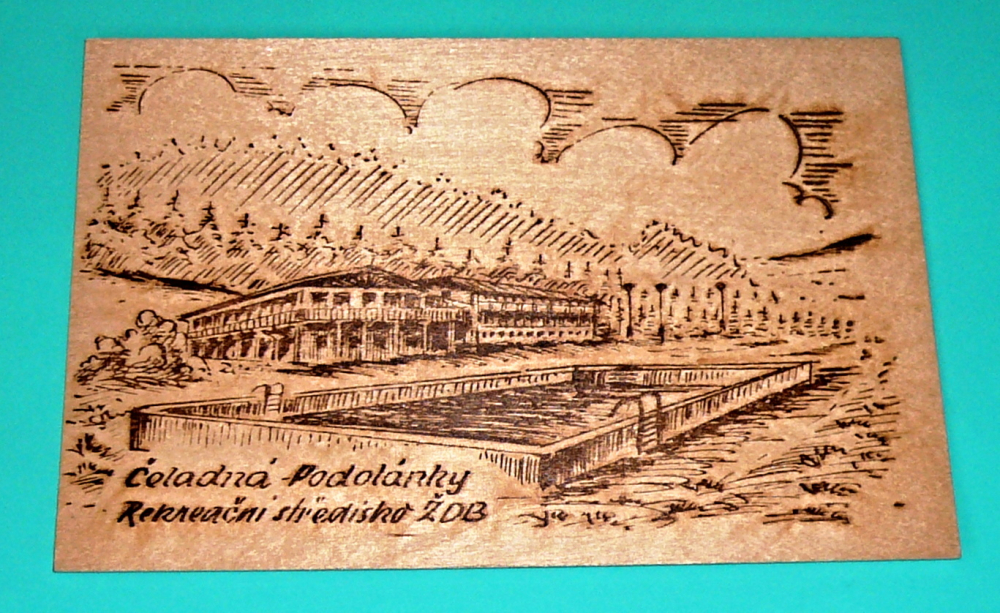 Čeladná Podolánky
Rekreační středisko ŽDB